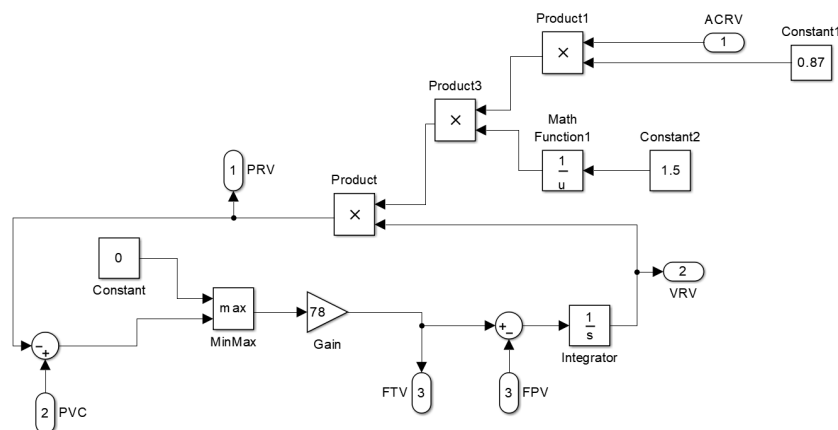 Product1
ACRV
1
Constant1
0.87
×
Product3
×
Math
Function1
1
u
Constant2
1.5
1
PRV
Product
×
0
Constant
max
MinMax
78
Gain
+
−
1
s
Integrator
2
VRV
−
+
2
PVC
FTV
3
3
FPV